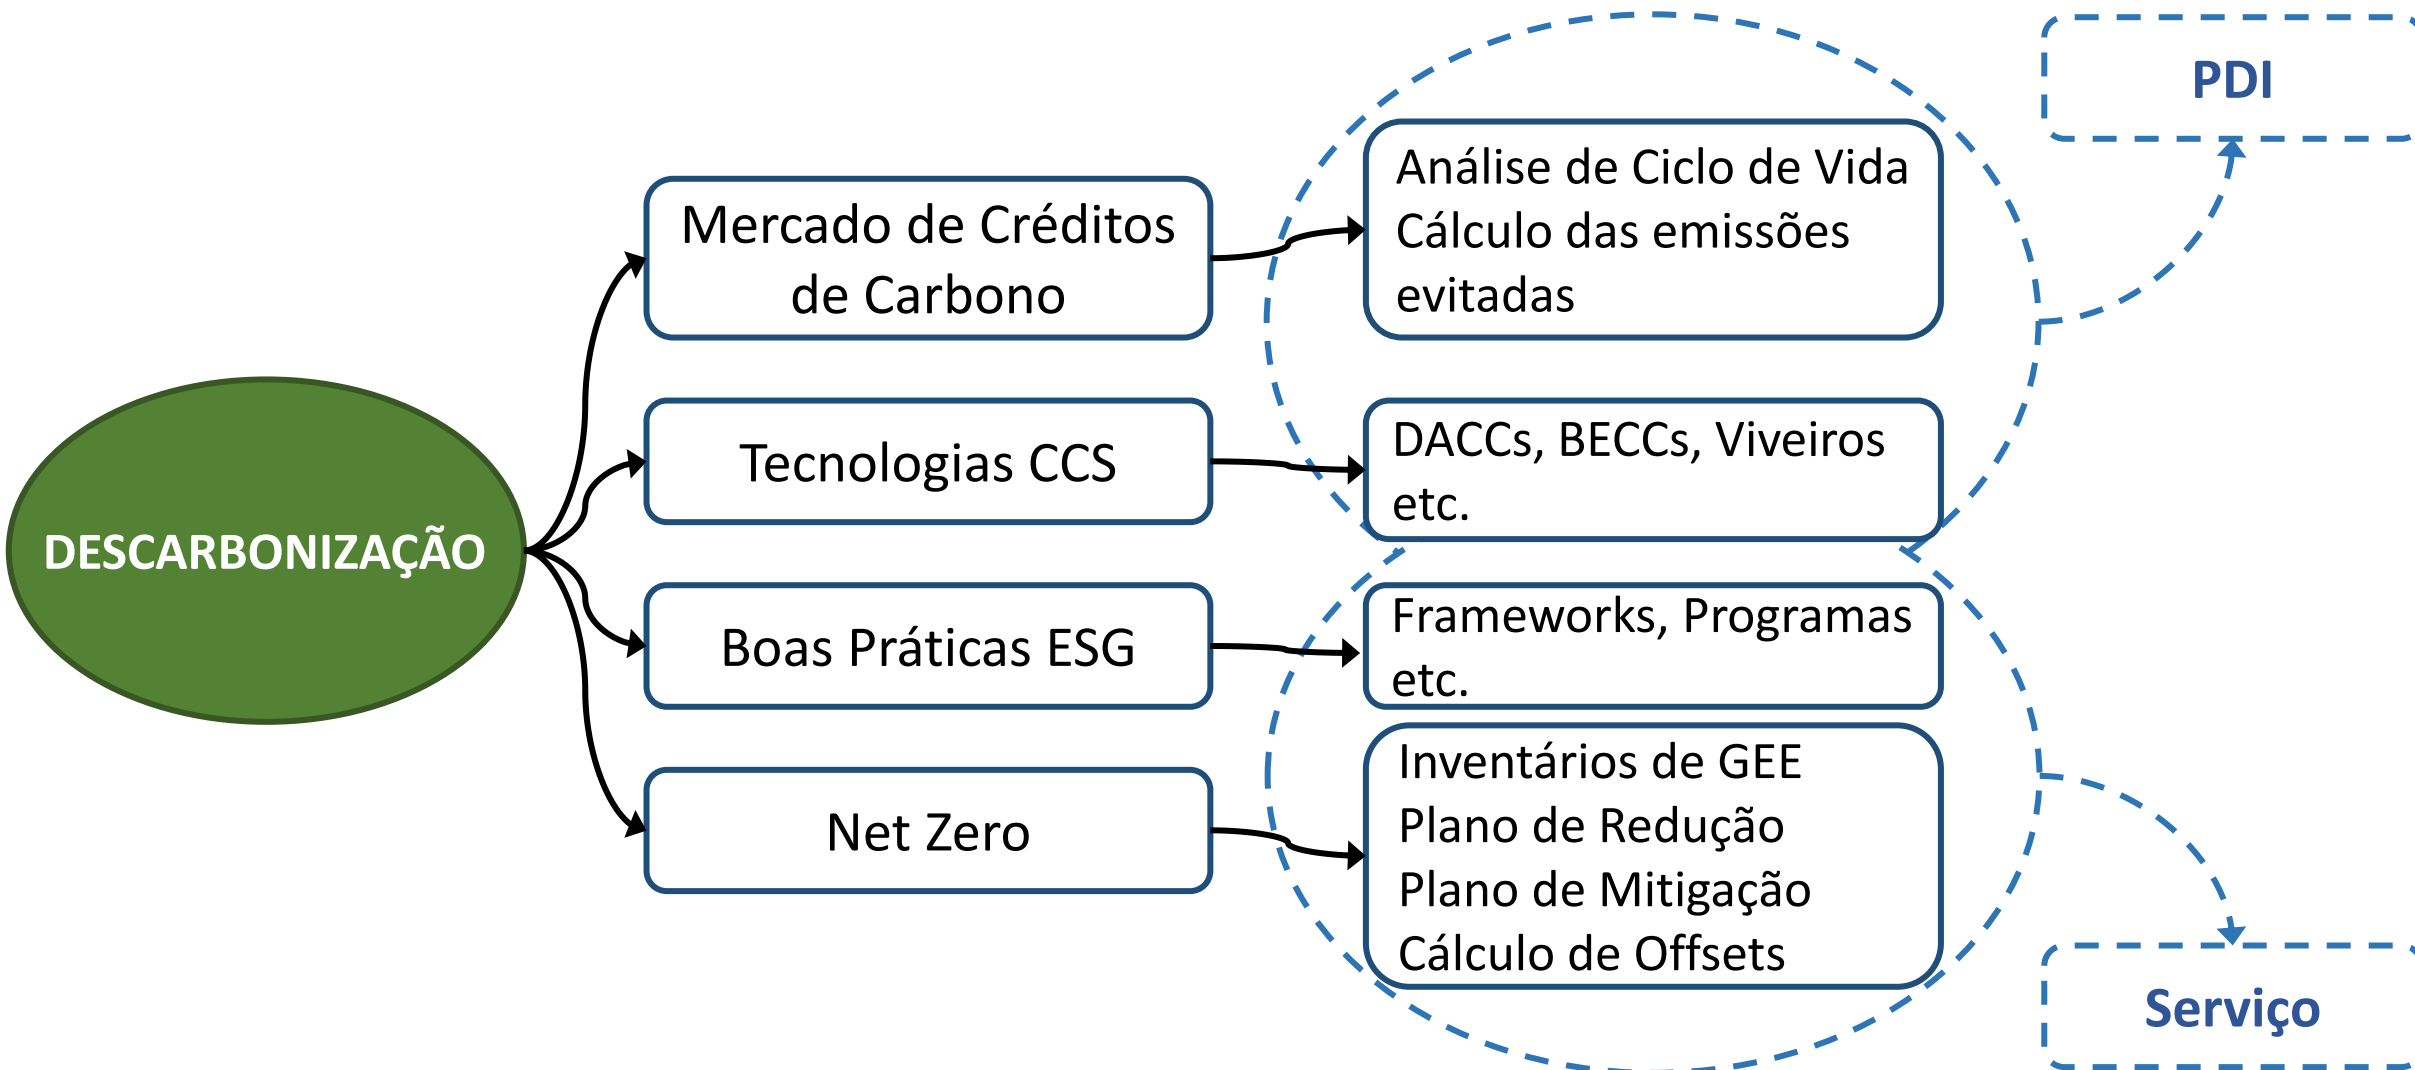 DESCARBONIZAÇÃO
Mercado de Créditos
de Carbono
Tecnologias CCS
Boas Práticas ESG
Net Zero
Análise de Ciclo de Vida
Cálculo das emissões
evitadas
DACCs, BECCs, Viveiros
etc.
Frameworks, Programas
etc.
Inventários de GEE
Plano de Redução
Plano de Mitigação
Cálculo de Offsets
PDI
Serviço